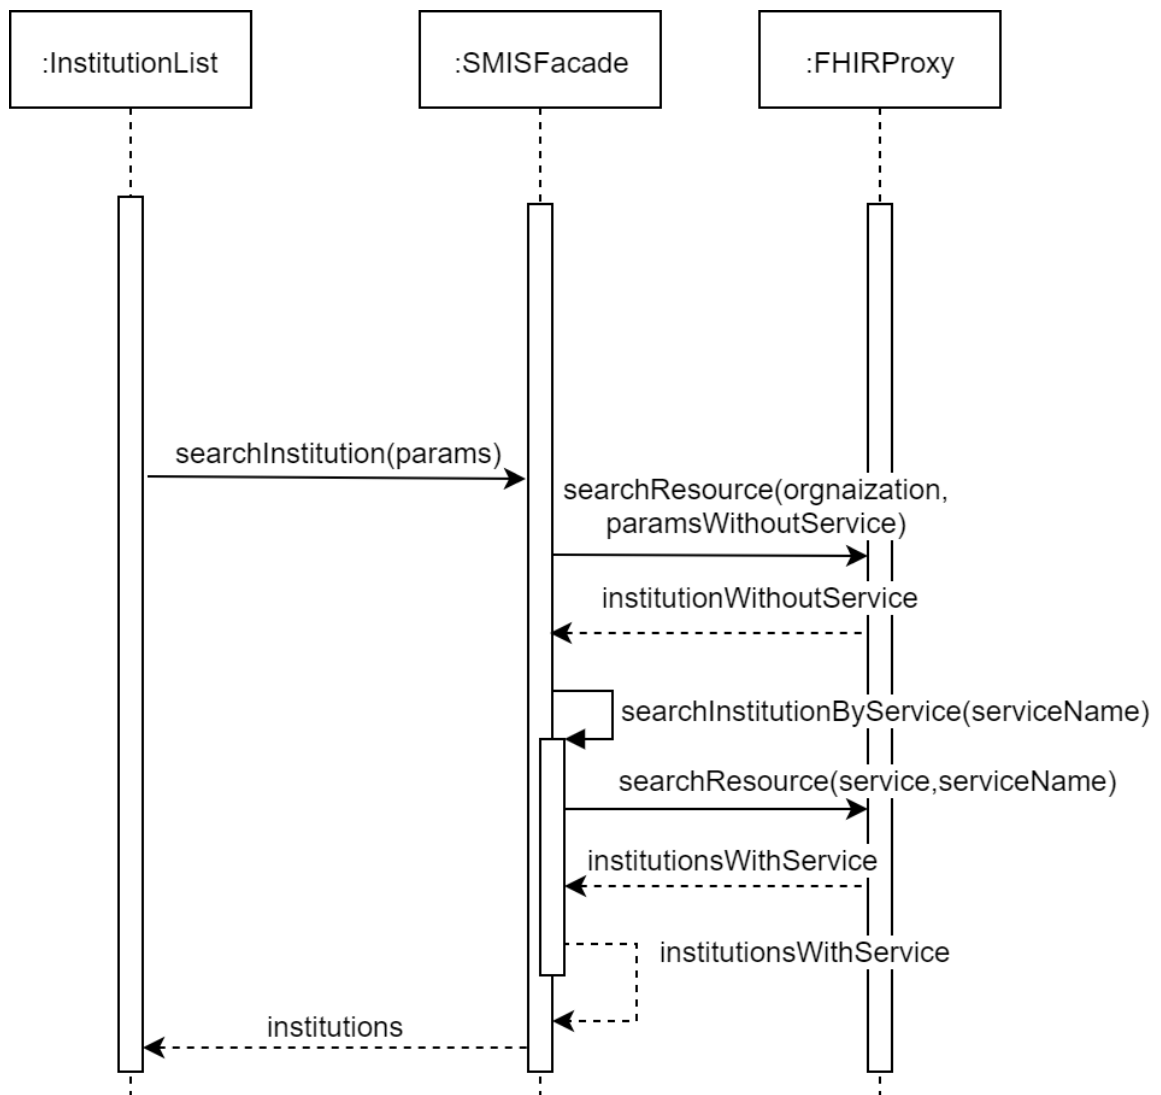 :InstitutionList
:SMISFacade
:FHIRProxy
searchInstitution(params)
searchResource(orgnaization,
paramsWithoutService)
institutionWithoutService
searchInstitutionByService(serviceName)
searchResource(service,serviceName)
institutionsWithService
institutionsWithService
institutions